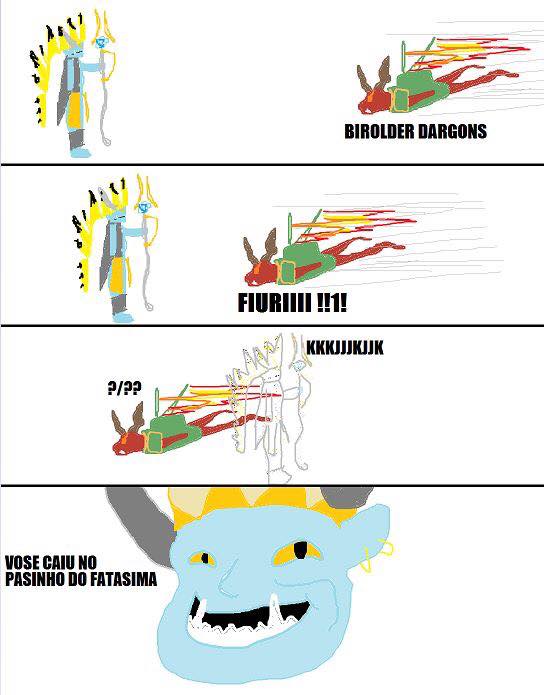 BIROLDER DARGONS
FIURIIII !!1!
KKKJJJKJJK
?/??
VOSE CAIU NO
PASINHO DO FATASIMA